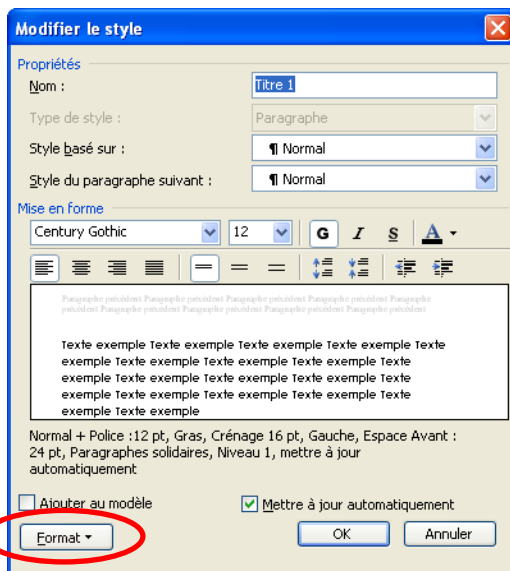 Modifier le style
Propriétés
Nom :
Titre 1
Type de style :
Paragraphe
Style basé sur :
¶ Normal
Style du paragraphe suivant :
¶ Normal
Mise en forme
Century Gothic
12
G I S A
Paragraphe précédent Paragraphe précédent Paragraphe précédent Paragraphe précédent Paragraphe
précédent Paragraphe précédent Paragraphe précédent Paragraphe précédent Paragraphe précédent
Texte exemple Texte exemple Texte exemple Texte exemple Texte
exemple Texte exemple Texte exemple Texte exemple Texte
exemple Texte exemple Texte exemple Texte exemple Texte
exemple Texte exemple Texte exemple Texte exemple Texte
exemple Texte exemple
Normal + Police :12 pt, Gras, Crénage 16 pt, Gauche, Espace Avant :
24 pt, Paragraphes solidaires, Niveau 1, mettre à jour
automatiquement
Ajouter au modèle
Mettre à jour automatiquement
Format
OK
Annuler